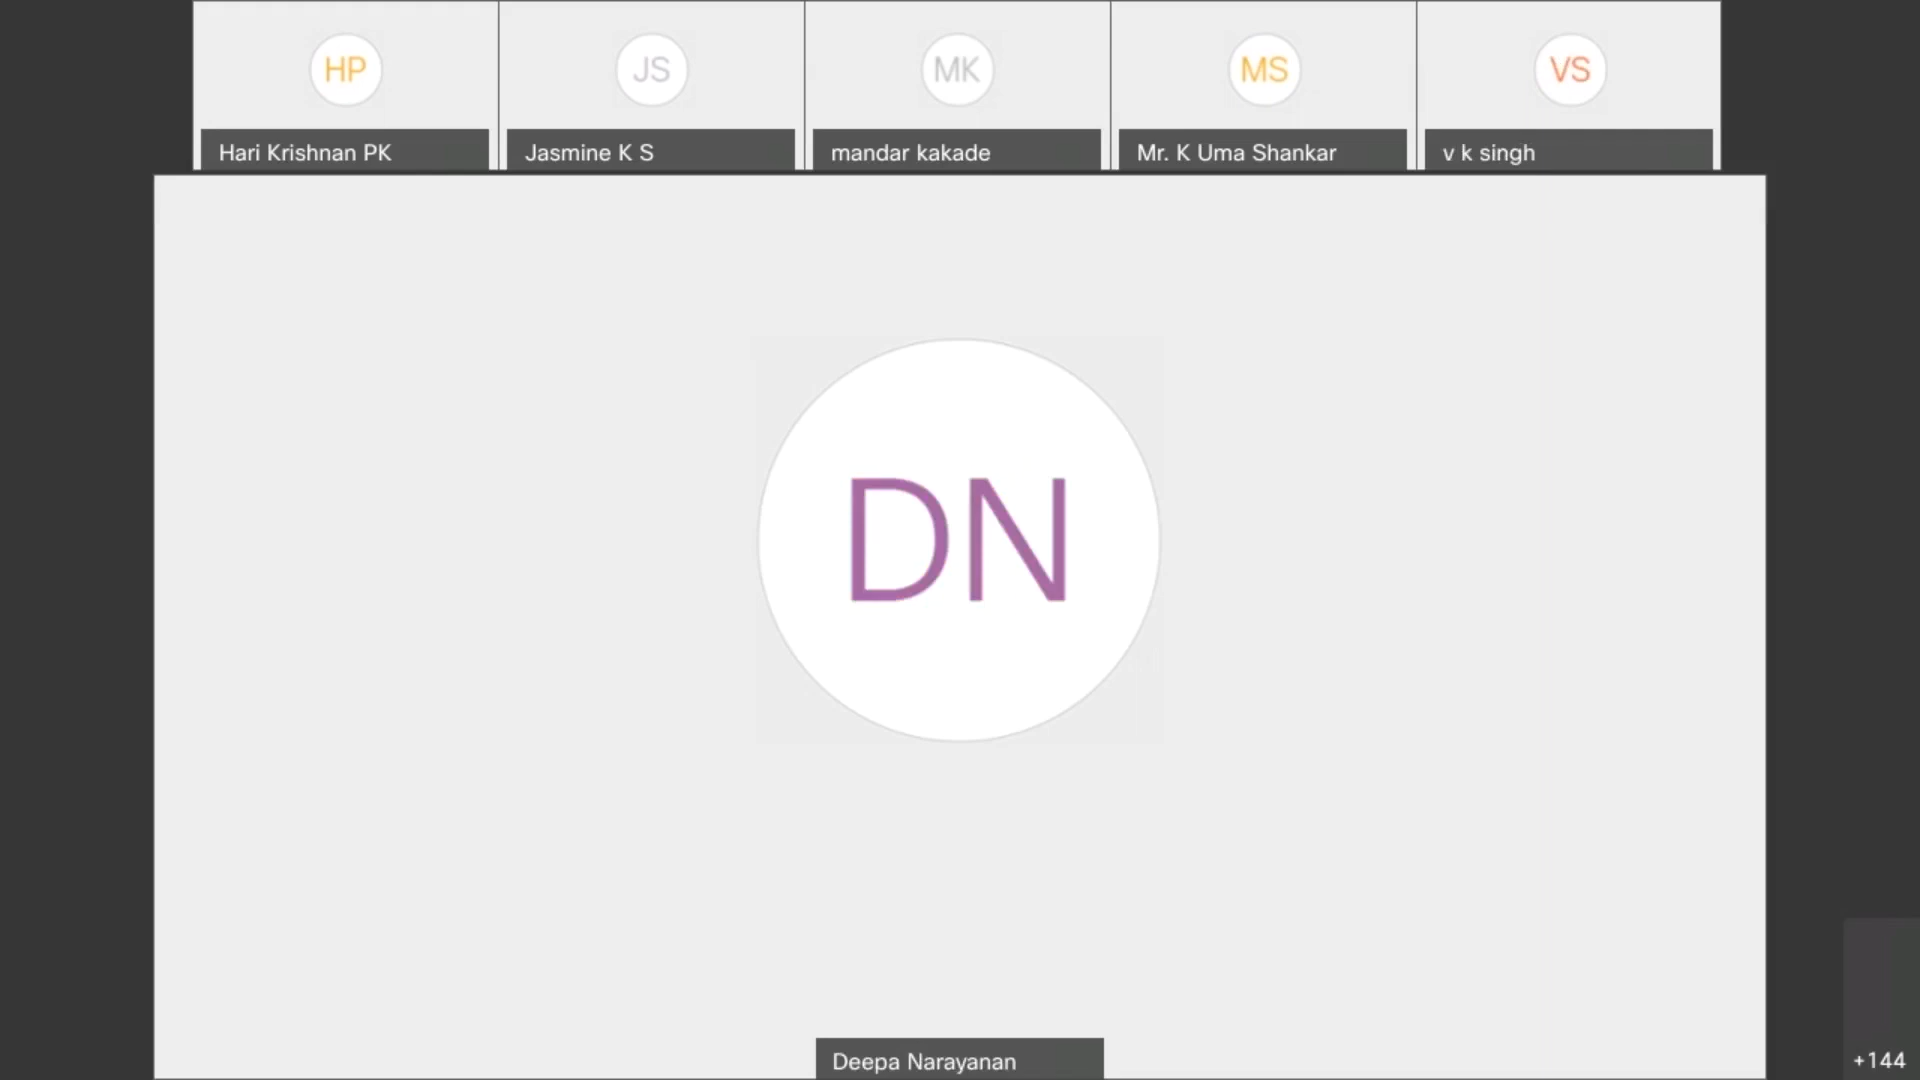 HP
JS
MK
MS
VS
Hari Krishnan PK
Jasmine K S
mandar kakade
Mr. K Uma Shankar
v k singh
DN
Deepa Narayanan
+144